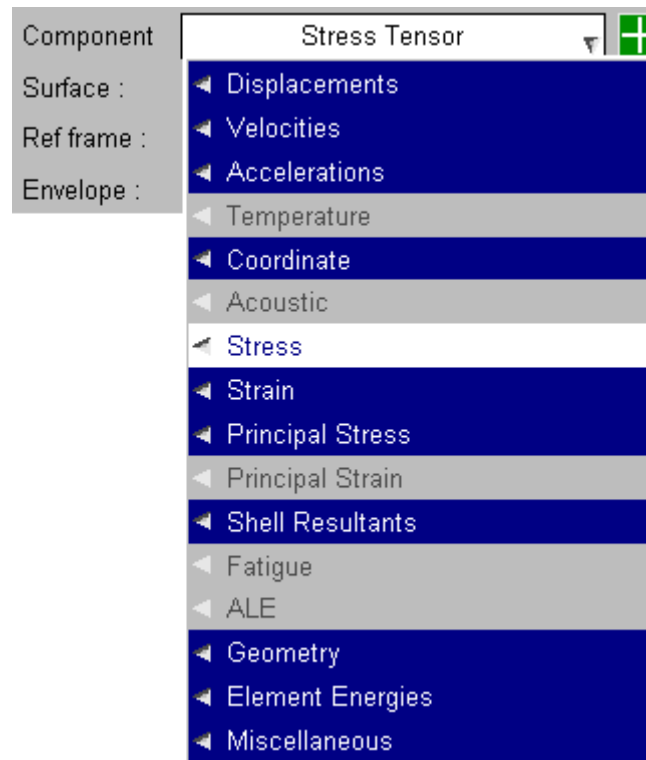 Component Stress Tensor
Surface :
Ref frame :
Envelope :
Displacements
Velocities
Accelerations
Temperature
Coordinate
Acoustic
Stress
Strain
Principal Stress
Principal Strain
Shell Resultants
Fatigue
ALE
Geometry
Element Energies
Miscellaneous